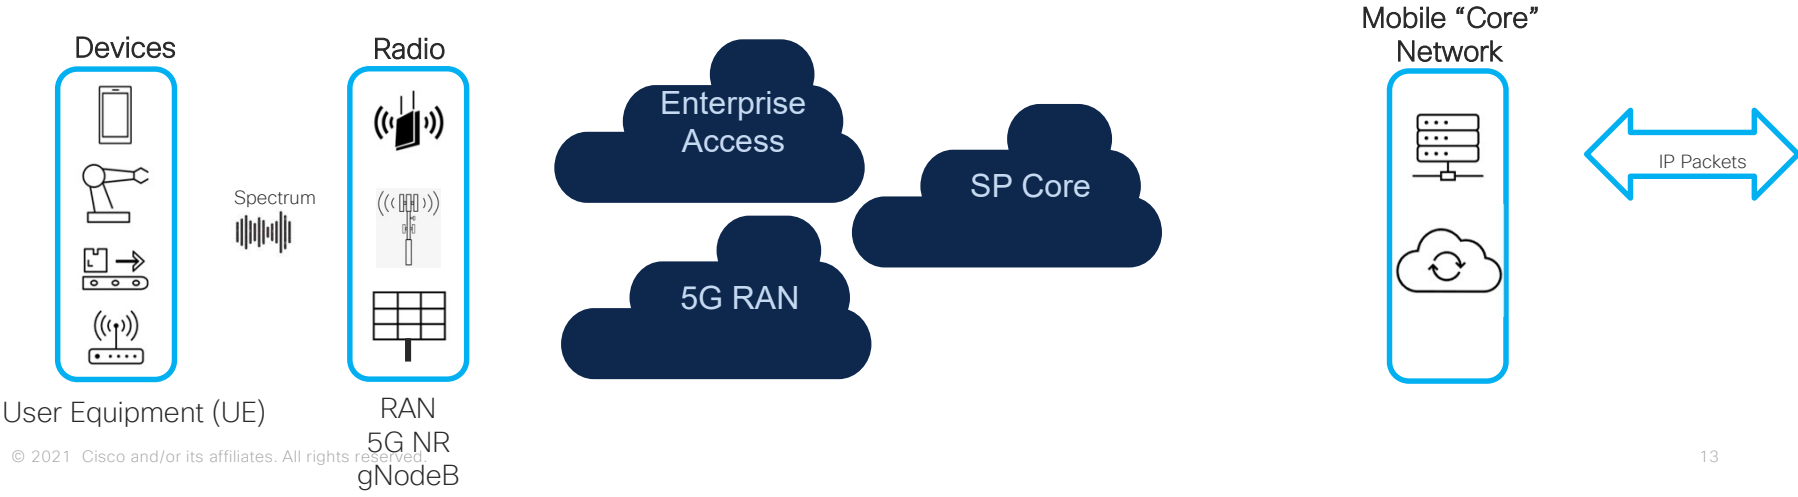 Devices
Radio
Enterprise
Access
SP Core
5G RAN
Mobile “Core”
Network
IP Packets
Spectrum
User Equipment (UE)
RAN
5G NR
gNodeB
© 2021 Cisco and/or its affiliates. All rights reserved.
13